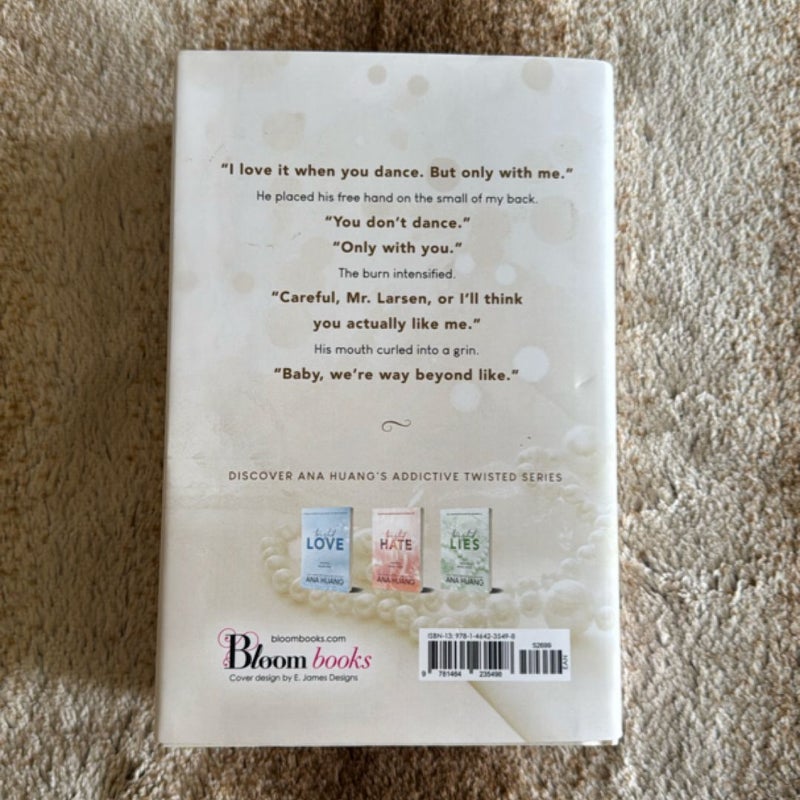 "I love it when you dance. But only with me."
He placed his free hand on the small of my back.
"You don't dance."
"Only with you."
The burn intensified.
"Careful, Mr. Larsen, or I'll think
you actually like me."
His mouth curled into a grin.
"Baby, we're way beyond like."
DISCOVER ANA HUANG'S ADDICTIVE TWISTED SERIES
LOVE
ANA HUANG
HATE
ANA HUANG
LIES
ANA HUANG
bloombooks.com
Bloom books
Cover design by E. James Designs
ISBN-13: 978-1-4642-3549-8
52699
EAN
9 781464 235498